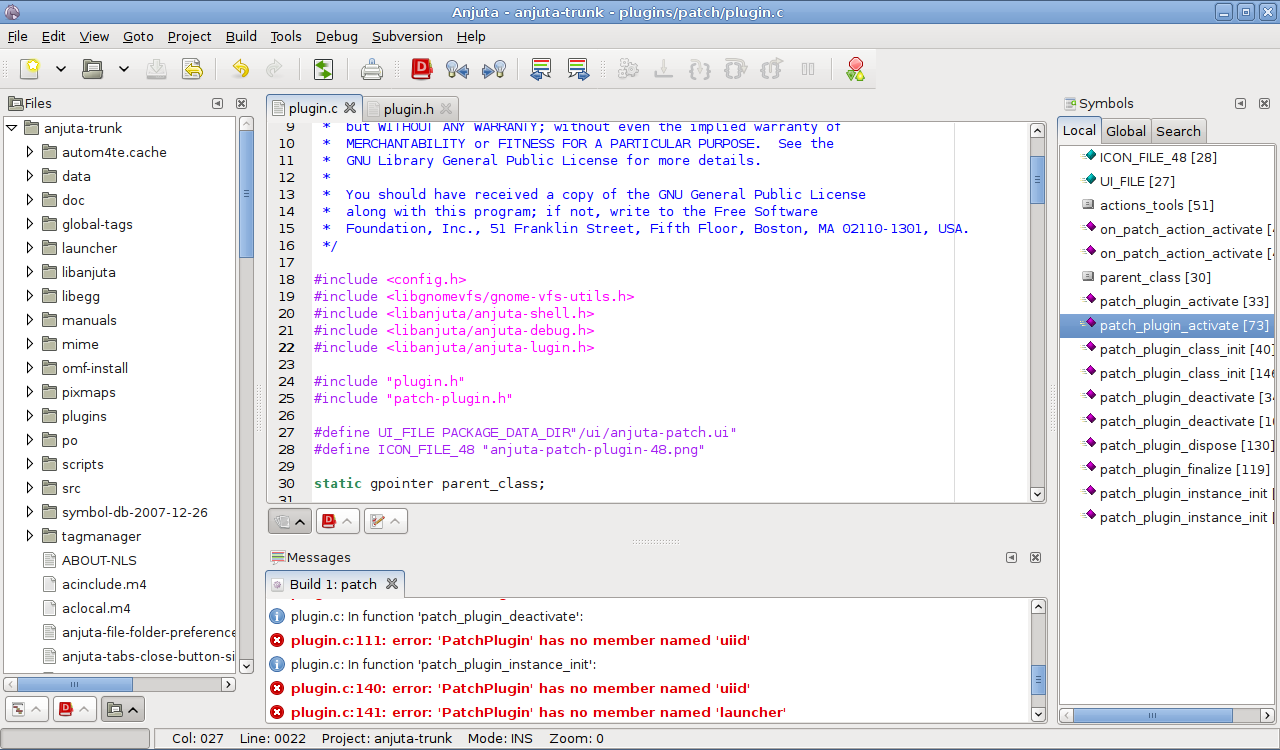 Anjuta - anjuta-trunk - plugins/patch/plugin.c
File Edit View Goto Project Build Tools Debug Subversion Help
Files
anjuta-trunk
autom4te.cache
data
doc
global-tags
launcher
libanjuta
libegg
manuals
mime
omf-install
pixmaps
plugins
po
scripts
src
symbol-db-2007-12-26
tagmanager
ABOUT-NLS
acinclude.m4
aclocal.m4
anjuta-file-folder-preference
anjuta-tabs-close-button-si
plugin.c plugin.h
9 * but WITHOUT ANY WARRANTY; without even the implied warranty of
10 * MERCHANTABILITY or FITNESS FOR A PARTICULAR PURPOSE. See the
11 * GNU Library General Public License for more details.
12 *
13 * You should have received a copy of the GNU General Public License
14 * along with this program; if not, write to the Free Software
15 * Foundation, Inc., 51 Franklin Street, Fifth Floor, Boston, MA 02110-1301, USA.
16 */
17
18 #include <config.h>
19 #include <libgnomevfs/gnome-vfs-utils.h>
20 #include <libanjuta/anjuta-shell.h>
21 #include <libanjuta/anjuta-debug.h>
22 #include <libanjuta/anjuta-lugin.h>
23
24 #include "plugin.h"
25 #include "patch-plugin.h"
26
27 #define UI_FILE PACKAGE_DATA_DIR"/ui/anjuta-patch.ui"
28 #define ICON_FILE_48 "anjuta-patch-plugin-48.png"
29
30 static gpointer parent_class;
31
Messages
Build 1: patch
plugin.c: In function 'patch_plugin_deactivate':
plugin.c:111: error: 'PatchPlugin' has no member named 'uiid'
plugin.c: In function 'patch_plugin_instance_init':
plugin.c:140: error: 'PatchPlugin' has no member named 'uiid'
plugin.c:141: error: 'PatchPlugin' has no member named 'launcher'
Symbols
Local Global Search
ICON_FILE_48 [28]
UI_FILE [27]
actions_tools [51]
on_patch_action_activate [
on_patch_action_activate [
parent_class [30]
patch_plugin_activate [33]
patch_plugin_activate [73]
patch_plugin_class_init [40]
patch_plugin_class_init [146
patch_plugin_deactivate [34
patch_plugin_deactivate [10
patch_plugin_dispose [130]
patch_plugin_finalize [119]
patch_plugin_instance_init [
patch_plugin_instance_init [
Col: 027 Line: 0022 Project: anjuta-trunk Mode: INS Zoom: 0